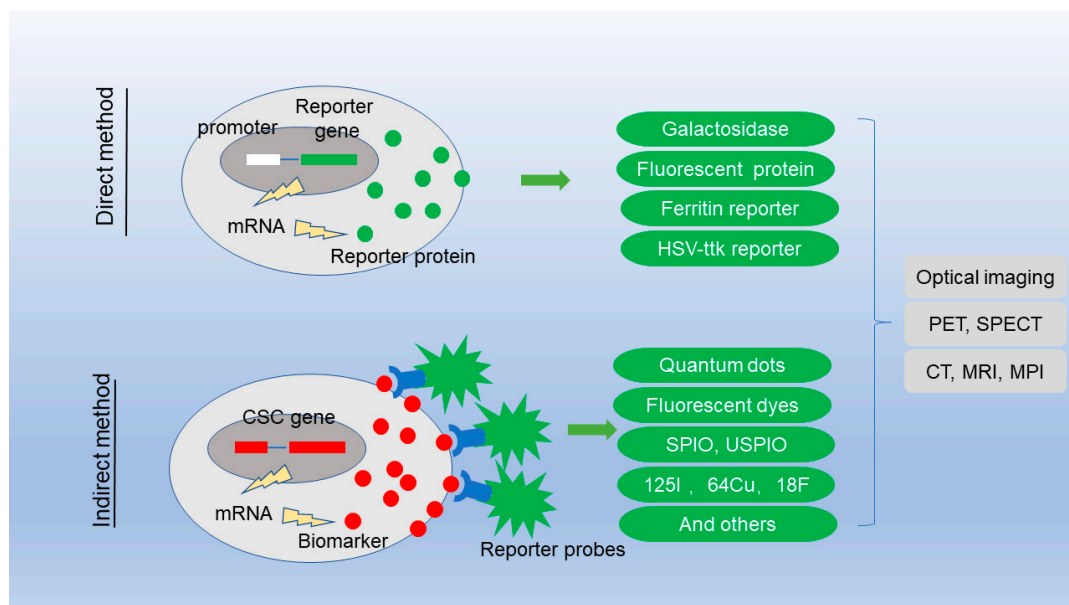 Direct method
promoter
Reporter
gene
mRNA
Reporter protein
Galactosidase
Fluorescent protein
Ferritin reporter
HSV-ttk reporter
Indirect method
CSC gene
mRNA
Biomarker
Reporter probes
Quantum dots
Fluorescent dyes
SPIO, USPIO
125I 、 64Cu, 18F
And others
Optical imaging
PET, SPECT
CT, MRI, MPI